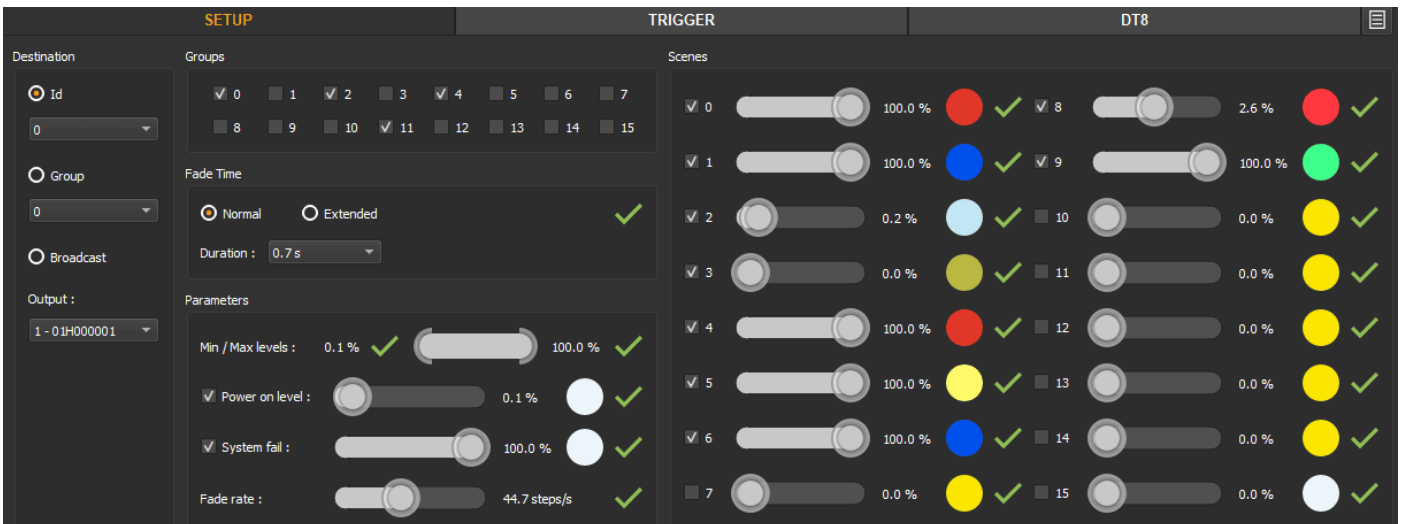 SETUP TRIGGER DT8
Destination
Id
0
Group
0
Broadcast
Output :
1 - 01H000001
Groups
0 1 2 3 4 5 6 7
8 9 10 11 12 13 14 15
Fade Time
Normal Extended
Duration : 0.7 s
Parameters
Min / Max levels : 0.1 % 100.0 %
Power on level : 0.1 %
System fail : 100.0 %
Fade rate : 44.7 steps/s
Scenes
0 100.0 % 8 2.6 %
1 100.0 % 9 100.0 %
2 0.2 % 10 0.0 %
3 0.0 % 11 0.0 %
4 100.0 % 12 0.0 %
5 100.0 % 13 0.0 %
6 100.0 % 14 0.0 %
7 0.0 % 15 0.0 %